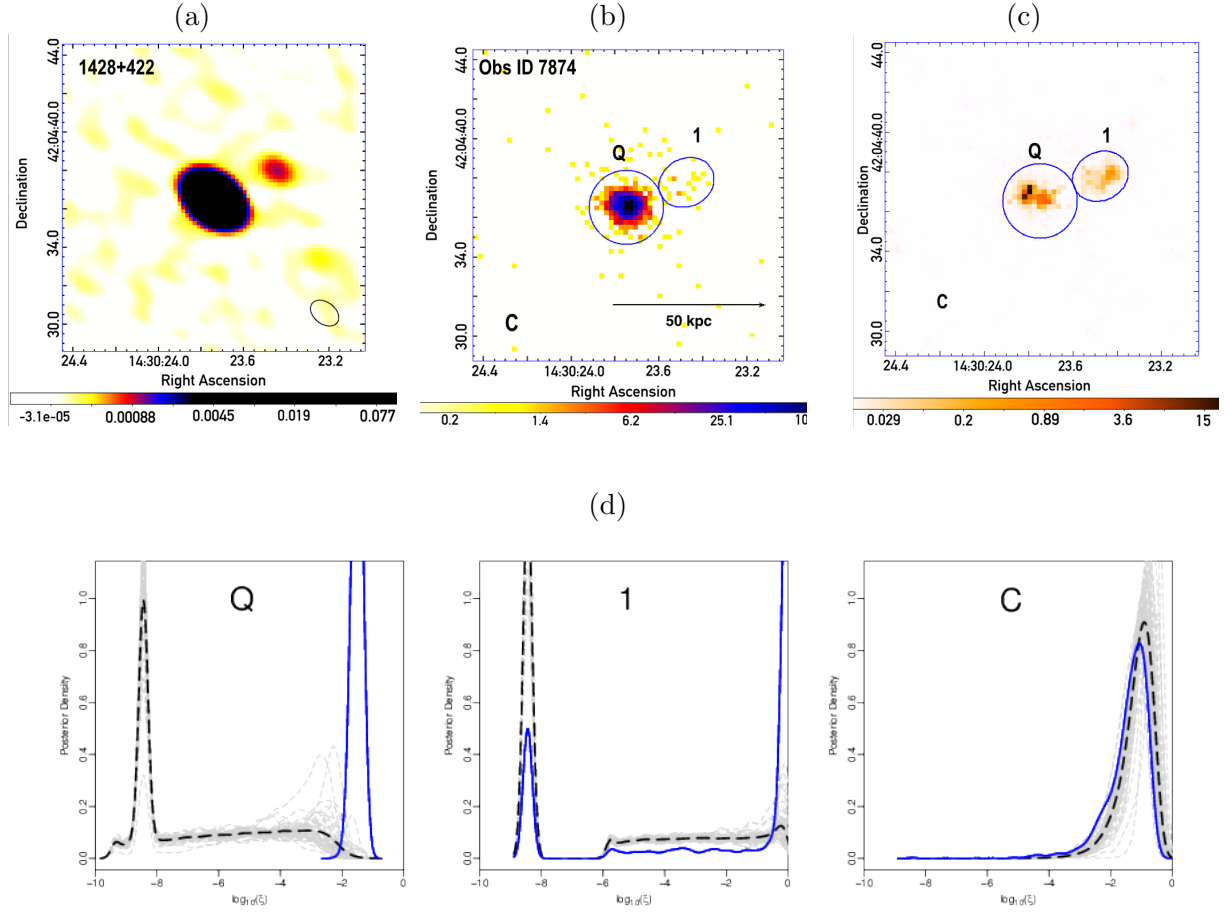 (a)
(b)
(c)
1428+422
Declination
44.0
42:04:40.0
34.0
30.0
24.4
14:30:24.0
23.6
23.2
Right Ascension
-3.1e-05
0.00088
0.0045
0.019
0.077
Obs ID 7874
Q
1
C
50 kpc
Declination
44.0
42:04:40.0
34.0
30.0
24.4
14:30:24.0
23.6
23.2
Right Ascension
0.2
1.4
6.2
25.1
10
Q
1
C
Declination
44.0
42:04:40.0
34.0
30.0
24.4
14:30:24.0
23.6
23.2
Right Ascension
0.029
0.2
0.89
3.6
15
(d)
Q
Posterior Density
0.0 0.2 0.4 0.6 0.8 1.0
-10 -8 -6 -4 -2 0
log₁₀(ξ)
1
Posterior Density
0.0 0.2 0.4 0.6 0.8 1.0
-10 -8 -6 -4 -2 0
log₁₀(ξ)
C
Posterior Density
0.0 0.2 0.4 0.6 0.8 1.0
-10 -8 -6 -4 -2 0
log₁₀(ξ)